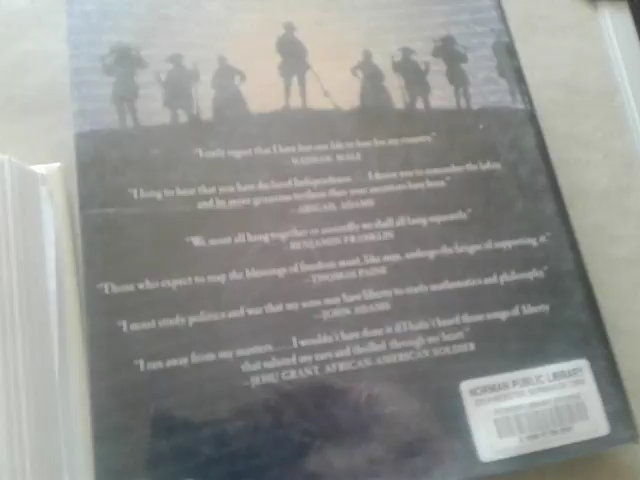 "I only regret that I have but one life to lose for my country."
—NATHAN HALE
"I long to hear that you have declared Independence . . . I desire you to remember the ladies,
and be more generous to them than your ancestors have been."
—ABIGAIL ADAMS
"We must all hang together or assuredly we shall all hang separately."
—BENJAMIN FRANKLIN
"Those who expect to reap the blessings of freedom must, like men, undergo the fatigue of supporting it."
—THOMAS PAINE
"I must study politics and war that my sons may have liberty to study mathematics and philosophy."
—JOHN ADAMS
"I ran away from my master. . . . I wouldn't have done it if I hadn't heard those songs of liberty
that saluted my ears and thrilled through my heart."
—JEHU GRANT, AFRICAN-AMERICAN SOLDIER
NORMAN PUBLIC LIBRARY